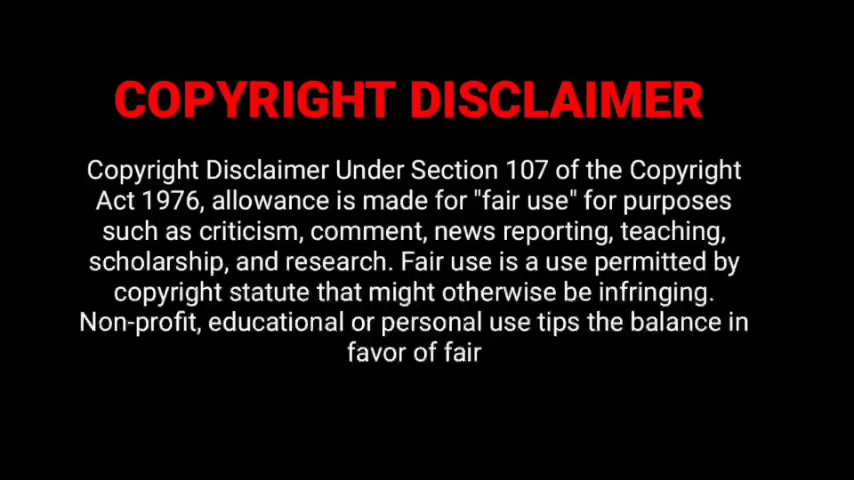 COPYRIGHT DISCLAIMER
Copyright Disclaimer Under Section 107 of the Copyright
Act 1976, allowance is made for "fair use" for purposes
such as criticism, comment, news reporting, teaching,
scholarship, and research. Fair use is a use permitted by
copyright statute that might otherwise be infringing.
Non-profit, educational or personal use tips the balance in
favor of fair